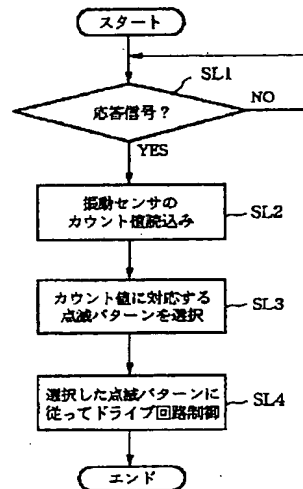 スタート
SL1
応答信号?
NO
YES
振動センサの
カウント値読込み
SL2
カウント値に対応する
点滅パターンを選択
SL3
選択した点滅パターンに
従ってドライブ回路制御
SL4
エンド